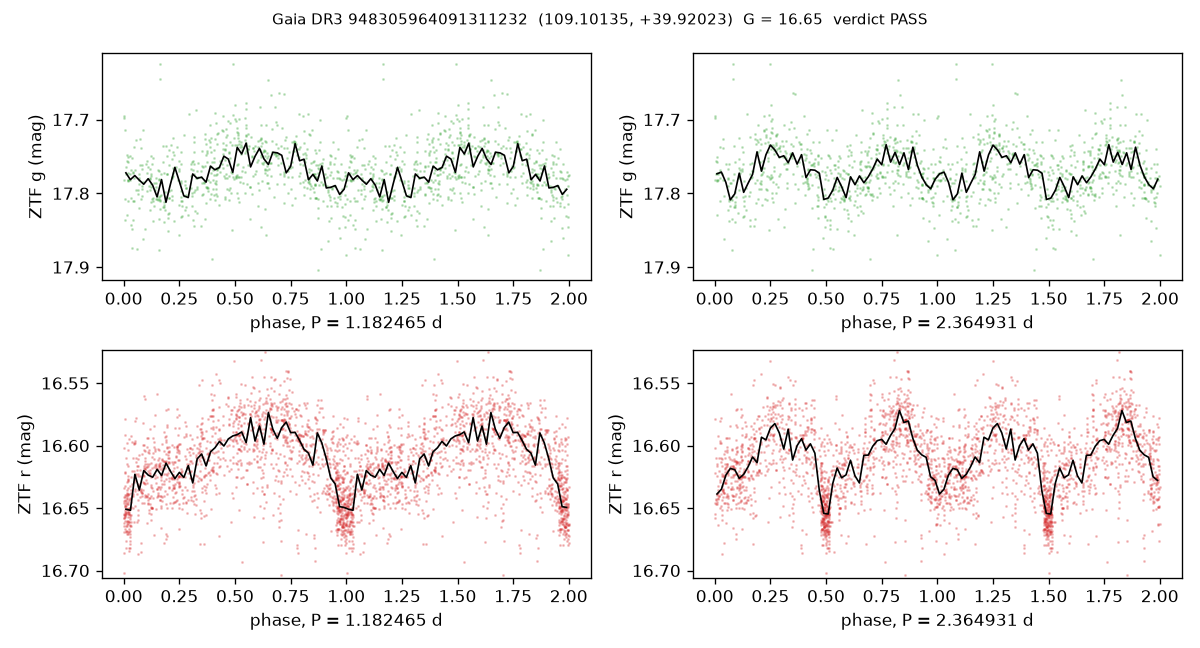 Gaia DR3 948305964091311232 (109.10135, +39.92023) G = 16.65 verdict PASS
ZTF g (mag)
17.7
17.8
17.9
0.00 0.25 0.50 0.75 1.00 1.25 1.50 1.75 2.00
phase, P = 1.182465 d
ZTF g (mag)
17.7
17.8
17.9
0.00 0.25 0.50 0.75 1.00 1.25 1.50 1.75 2.00
phase, P = 2.364931 d
ZTF r (mag)
16.55
16.60
16.65
16.70
0.00 0.25 0.50 0.75 1.00 1.25 1.50 1.75 2.00
phase, P = 1.182465 d
ZTF r (mag)
16.55
16.60
16.65
16.70
0.00 0.25 0.50 0.75 1.00 1.25 1.50 1.75 2.00
phase, P = 2.364931 d